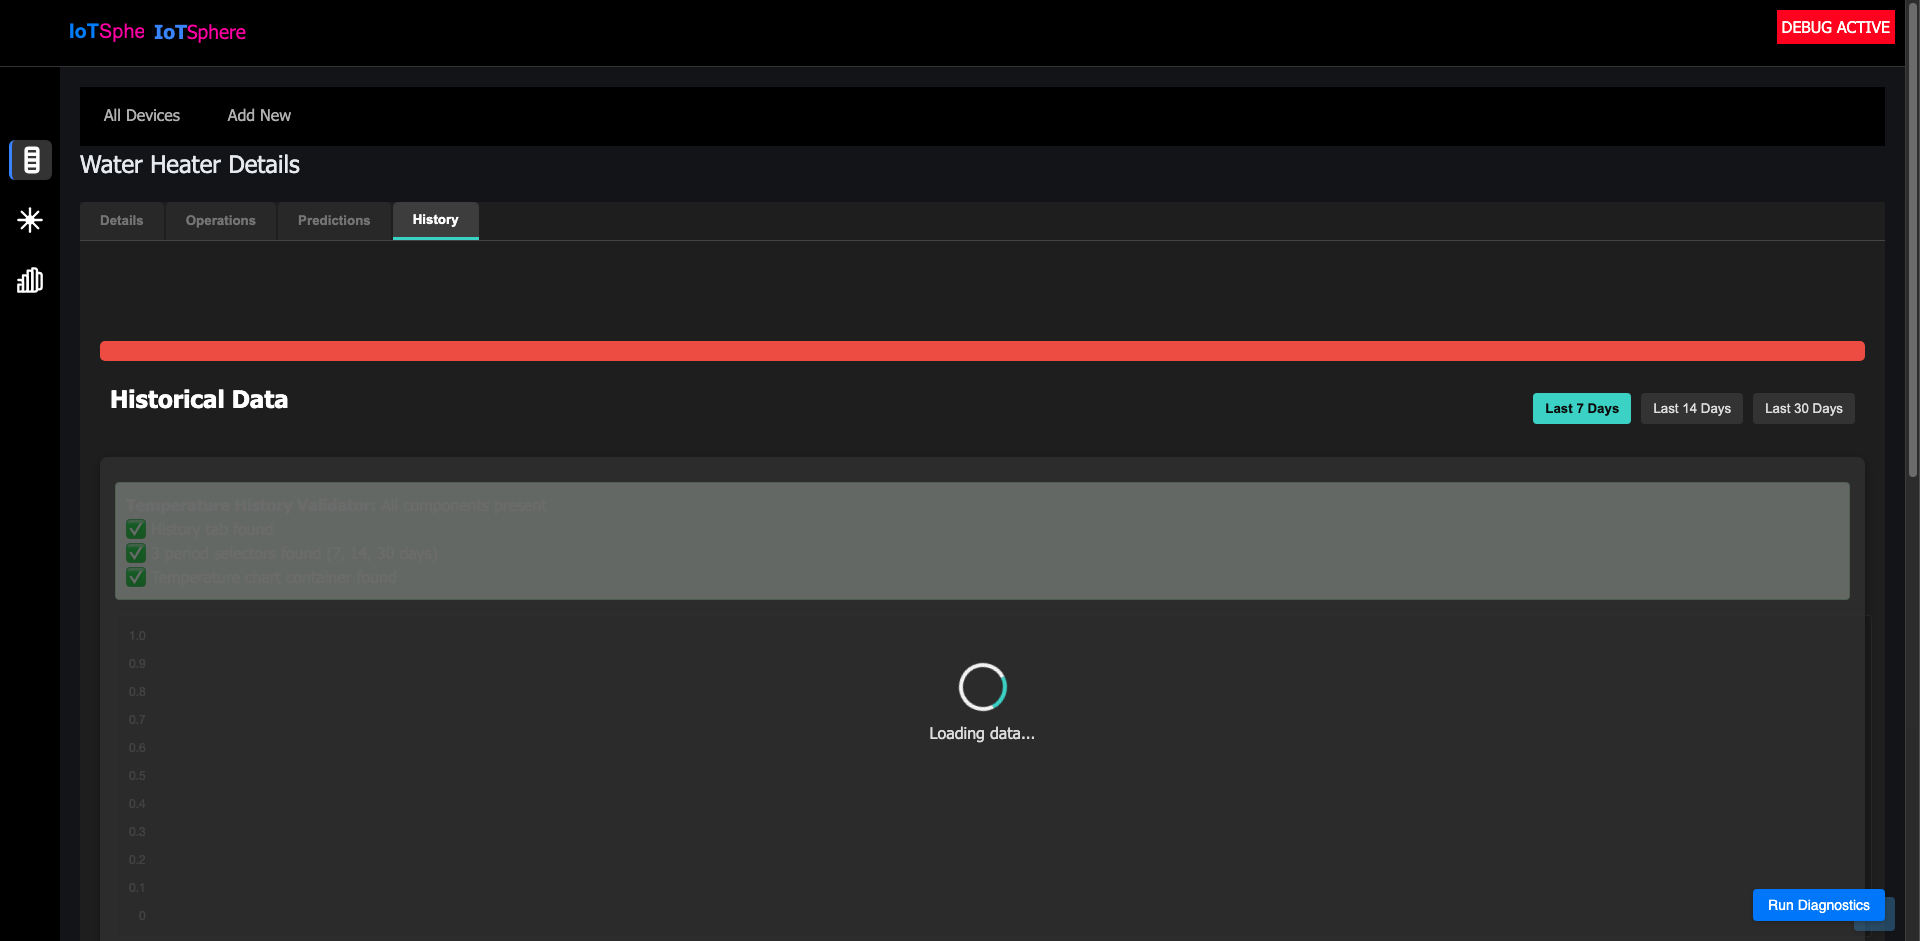 IoTSphe IoTSphere
DEBUG ACTIVE
All Devices Add New
Water Heater Details
Details Operations Predictions History
Historical Data
Last 7 Days Last 14 Days Last 30 Days
Temperature History Validator: All components present
✅ History tab found
✅ 3 period selectors found (7, 14, 30 days)
✅ Temperature chart container found
1.0
0.9
0.8
0.7
0.6
0.5
0.4
0.3
0.2
0.1
0
Loading data...
Run Diagnostics